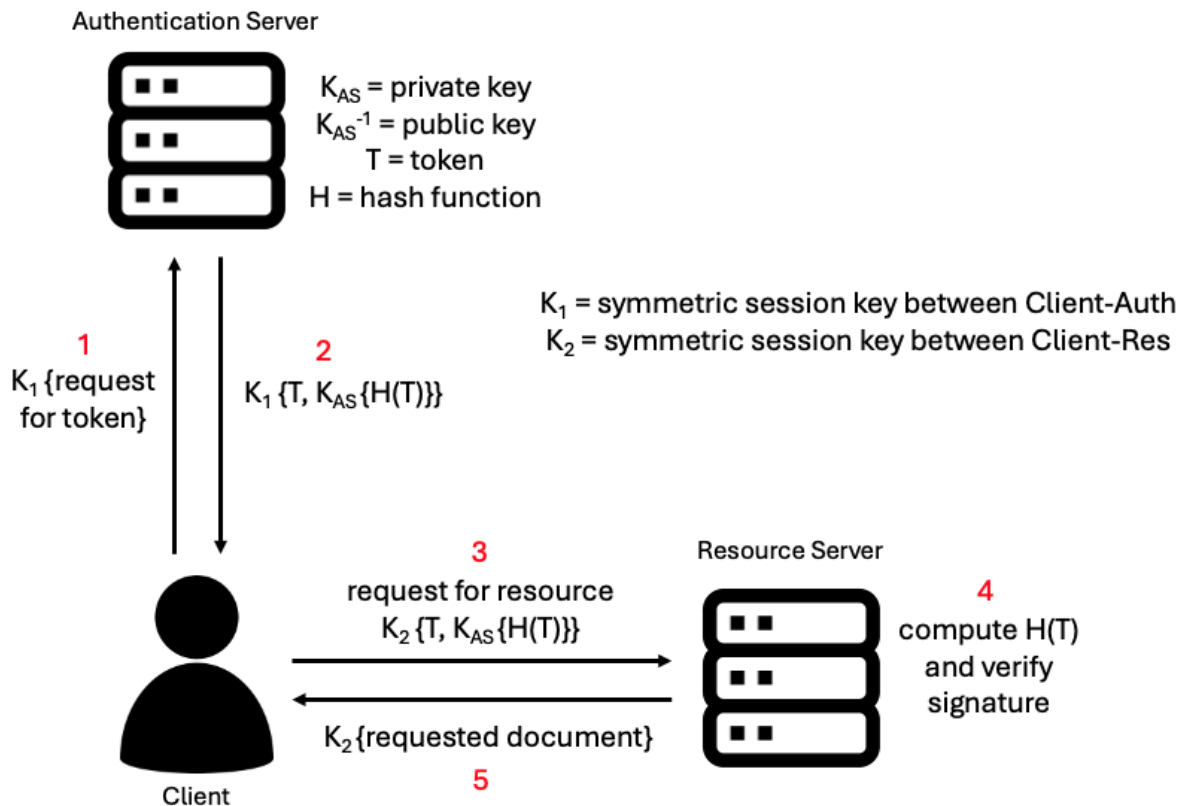 Authentication Server
K_AS = private key
K_AS^-1 = public key
T = token
H = hash function
K_1 = symmetric session key between Client-Auth
K_2 = symmetric session key between Client-Res
1
K_1 {request
for token}
2
K_1 {T, K_AS {H(T)}}
3
request for resource
K_2 {T, K_AS {H(T)}}
Resource Server
4
compute H(T)
and verify
signature
K_2 {requested document}
5
Client